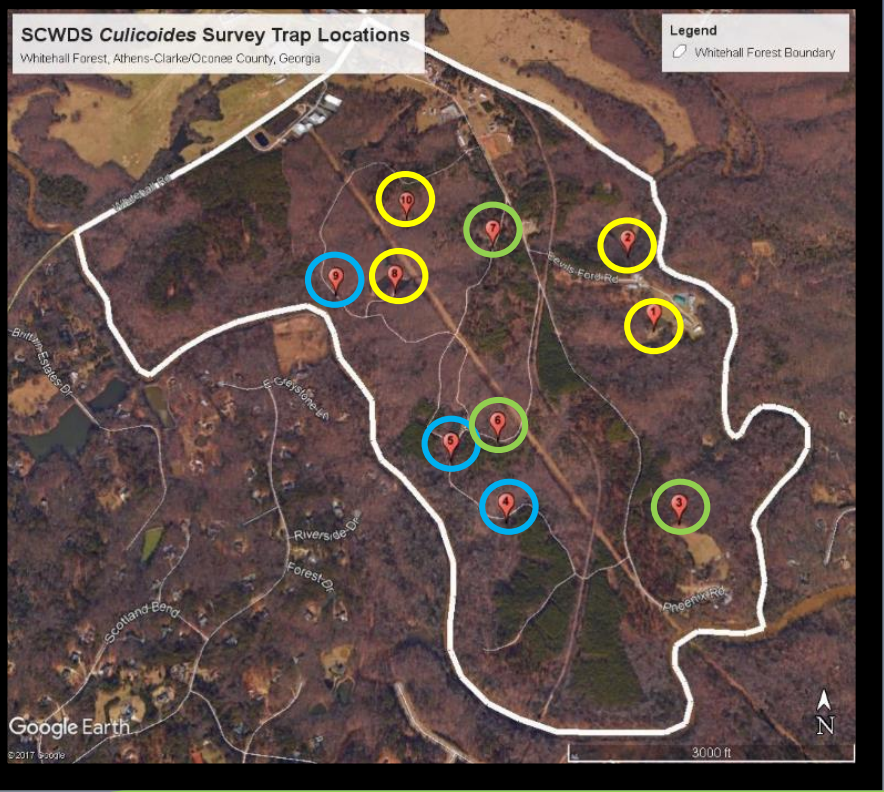 SCWDS Culicoides Survey Trap Locations
Whitehall Forest, Athens-Clarke/Oconee County, Georgia
Legend
Whitehall Forest Boundary
Whitehall Rd
10
7
2
9
8
Devils Ford Rd
1
Brittain Estates Dr
E Greystone Ln
6
5
4
3
Riverside Dr
Forest Dr
Phoenix Rd
Scotland Bend
Google Earth
N
©2017 Google
3000 ft